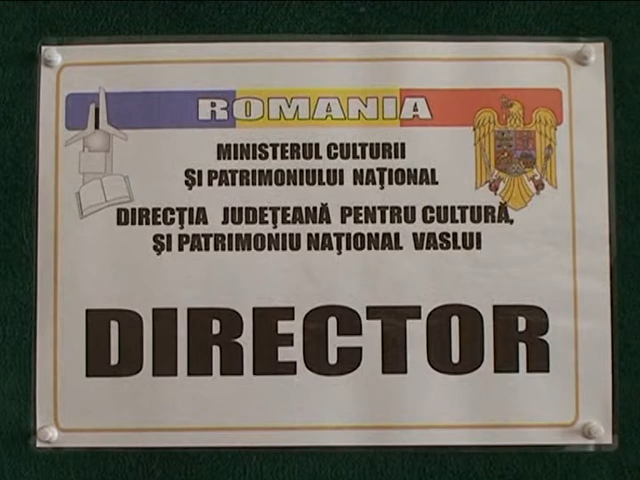 ROMANIA
MINISTERUL CULTURII
ŞI PATRIMONIULUI NAŢIONAL
DIRECŢIA JUDEŢEANĂ PENTRU CULTURĂ,
ŞI PATRIMONIU NAŢIONAL VASLUI
DIRECTOR